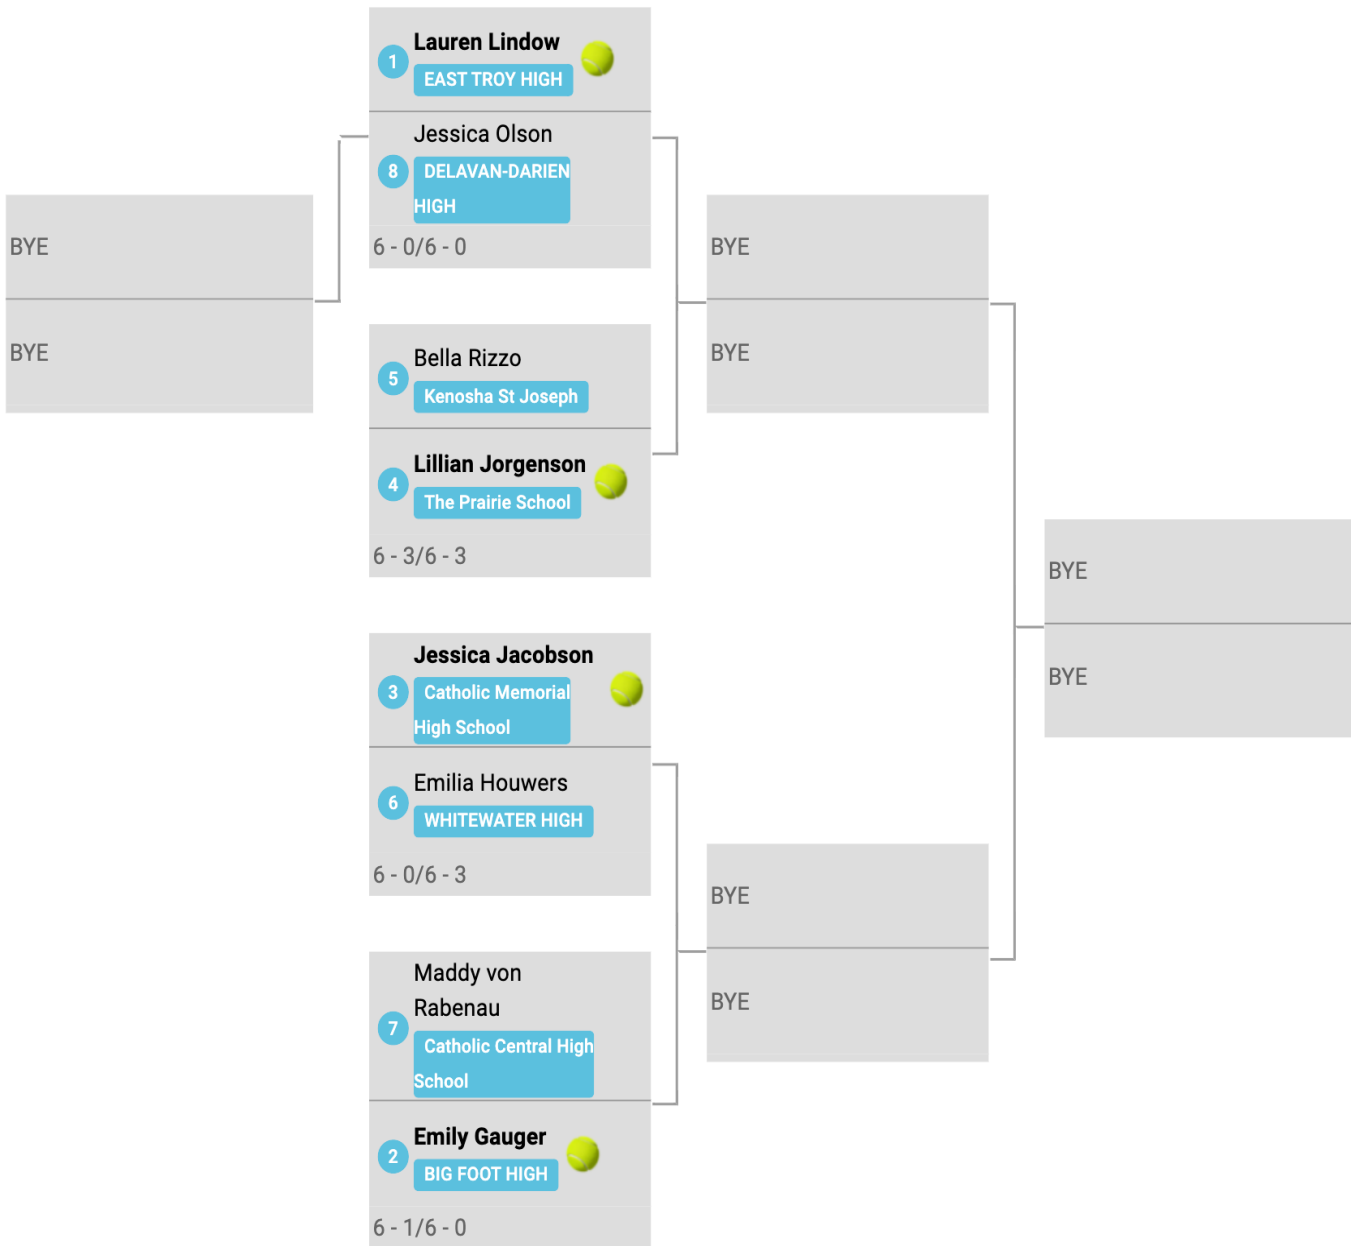 BYE
BYE
1
Lauren Lindow
EAST TROY HIGH
8
Jessica Olson
DELAVAN-DARIEN
HIGH
6 - 0/6 - 0
5
Bella Rizzo
Kenosha St Joseph
4
Lillian Jorgenson
The Prairie School
6 - 3/6 - 3
3
Jessica Jacobson
Catholic Memorial
High School
6
Emilia Houwers
WHITEWATER HIGH
6 - 0/6 - 3
7
Maddy von
Rabenau
Catholic Central High
School
2
Emily Gauger
BIG FOOT HIGH
6 - 1/6 - 0
BYE
BYE
BYE
BYE
BYE
BYE